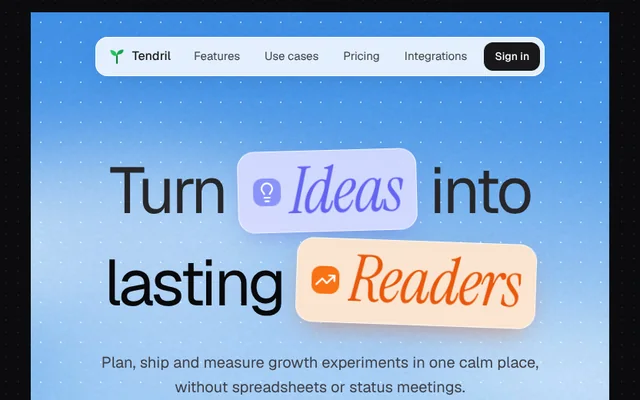 Tendril Features Use cases Pricing Integrations Sign in
Turn Ideas into
lasting Readers
Plan, ship and measure growth experiments in one calm place,
without spreadsheets or status meetings.